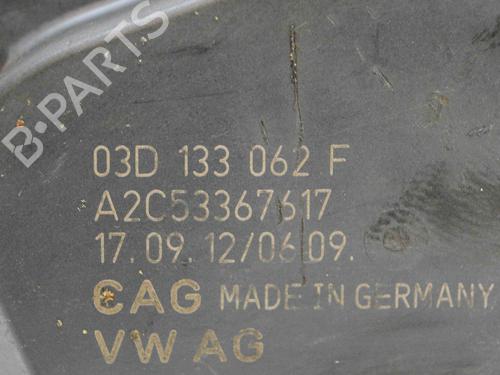 B-PARTS
03D 133 062 F
A2C53367617
17.09.12/06:09.
CAG MADE IN GERMANY
VW AG